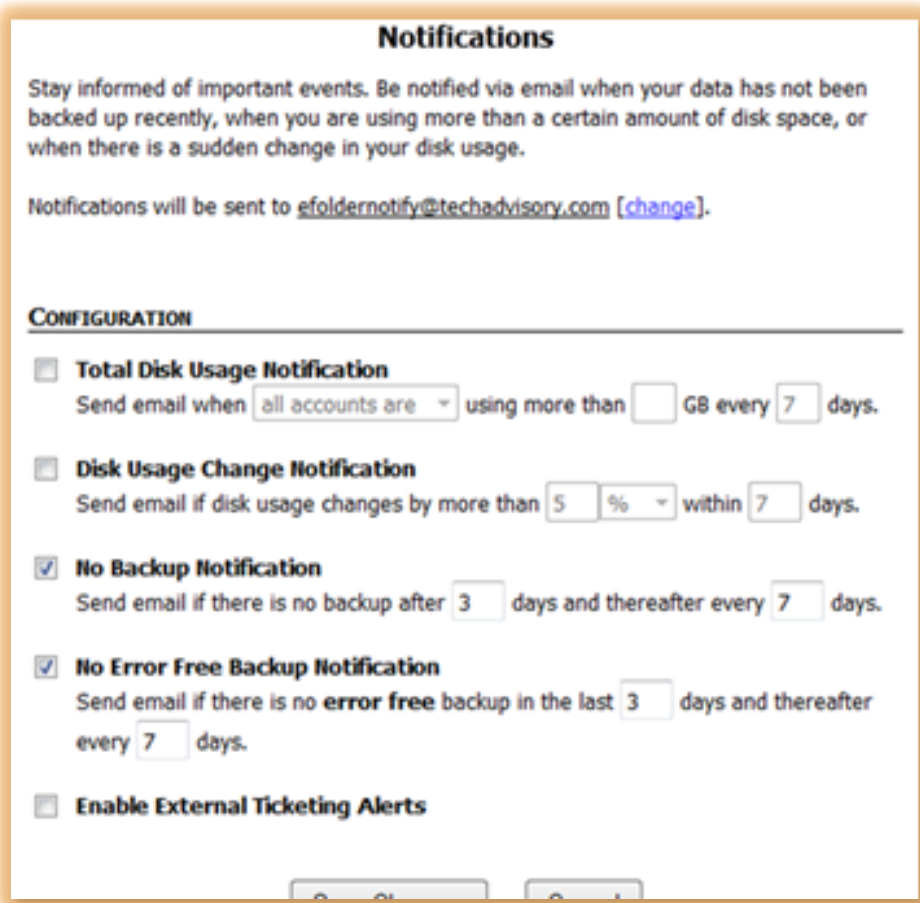 Notifications
Stay informed of important events. Be notified via email when your data has not been
backed up recently, when you are using more than a certain amount of disk space, or
when there is a sudden change in your disk usage.
Notifications will be sent to efoldernotify@techadvisory.com [change].
CONFIGURATION
Total Disk Usage Notification
Send email when all accounts are using more than GB every 7 days.
Disk Usage Change Notification
Send email if disk usage changes by more than 5 % within 7 days.
No Backup Notification
Send email if there is no backup after 3 days and thereafter every 7 days.
No Error Free Backup Notification
Send email if there is no error free backup in the last 3 days and thereafter
every 7 days.
Enable External Ticketing Alerts